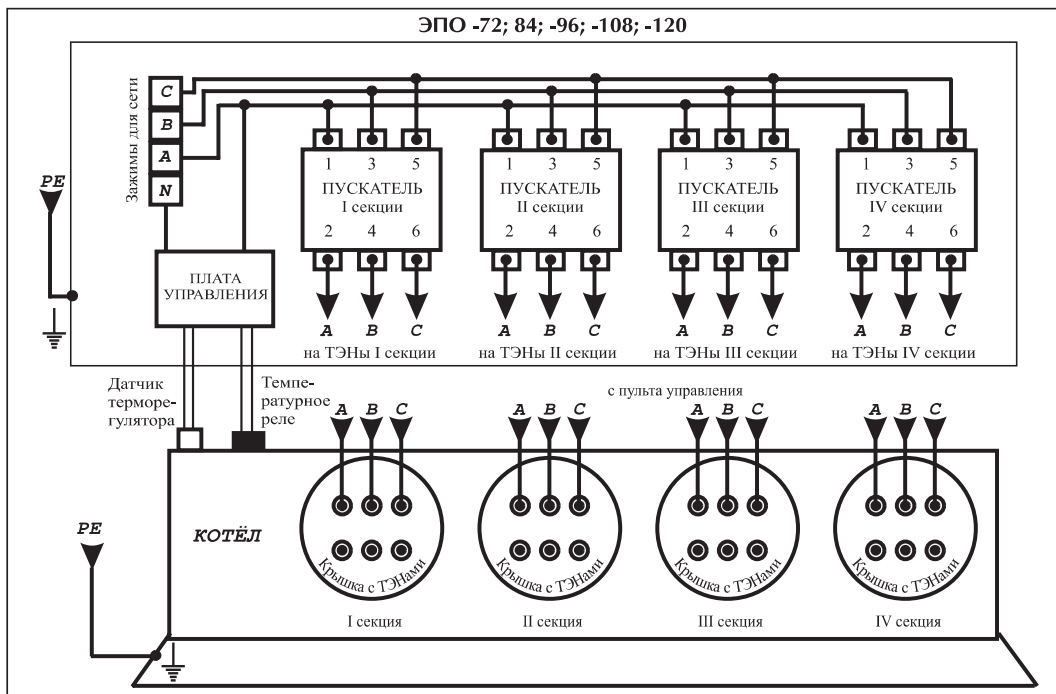 ЭПО -72; 84; -96; -108; -120
Зажимы для сети
C
B
A
N
PE
1 3 5
ПУСКАТЕЛЬ
I секции
2 4 6
1 3 5
ПУСКАТЕЛЬ
II секции
2 4 6
1 3 5
ПУСКАТЕЛЬ
III секции
2 4 6
1 3 5
ПУСКАТЕЛЬ
IV секции
2 4 6
ПЛАТА
УПРАВЛЕНИЯ
A B C
на ТЭНы I секции
A B C
на ТЭНы II секции
A B C
на ТЭНы III секции
A B C
на ТЭНы IV секции
Датчик
терморе-
гулятора
Темпе-
ратурное
реле
с пульта управления
A B C
A B C
A B C
A B C
PE
КОТЁЛ
Крышка с ТЭНами
Крышка с ТЭНами
Крышка с ТЭНами
Крышка с ТЭНами
I секция
II секция
III секция
IV секция